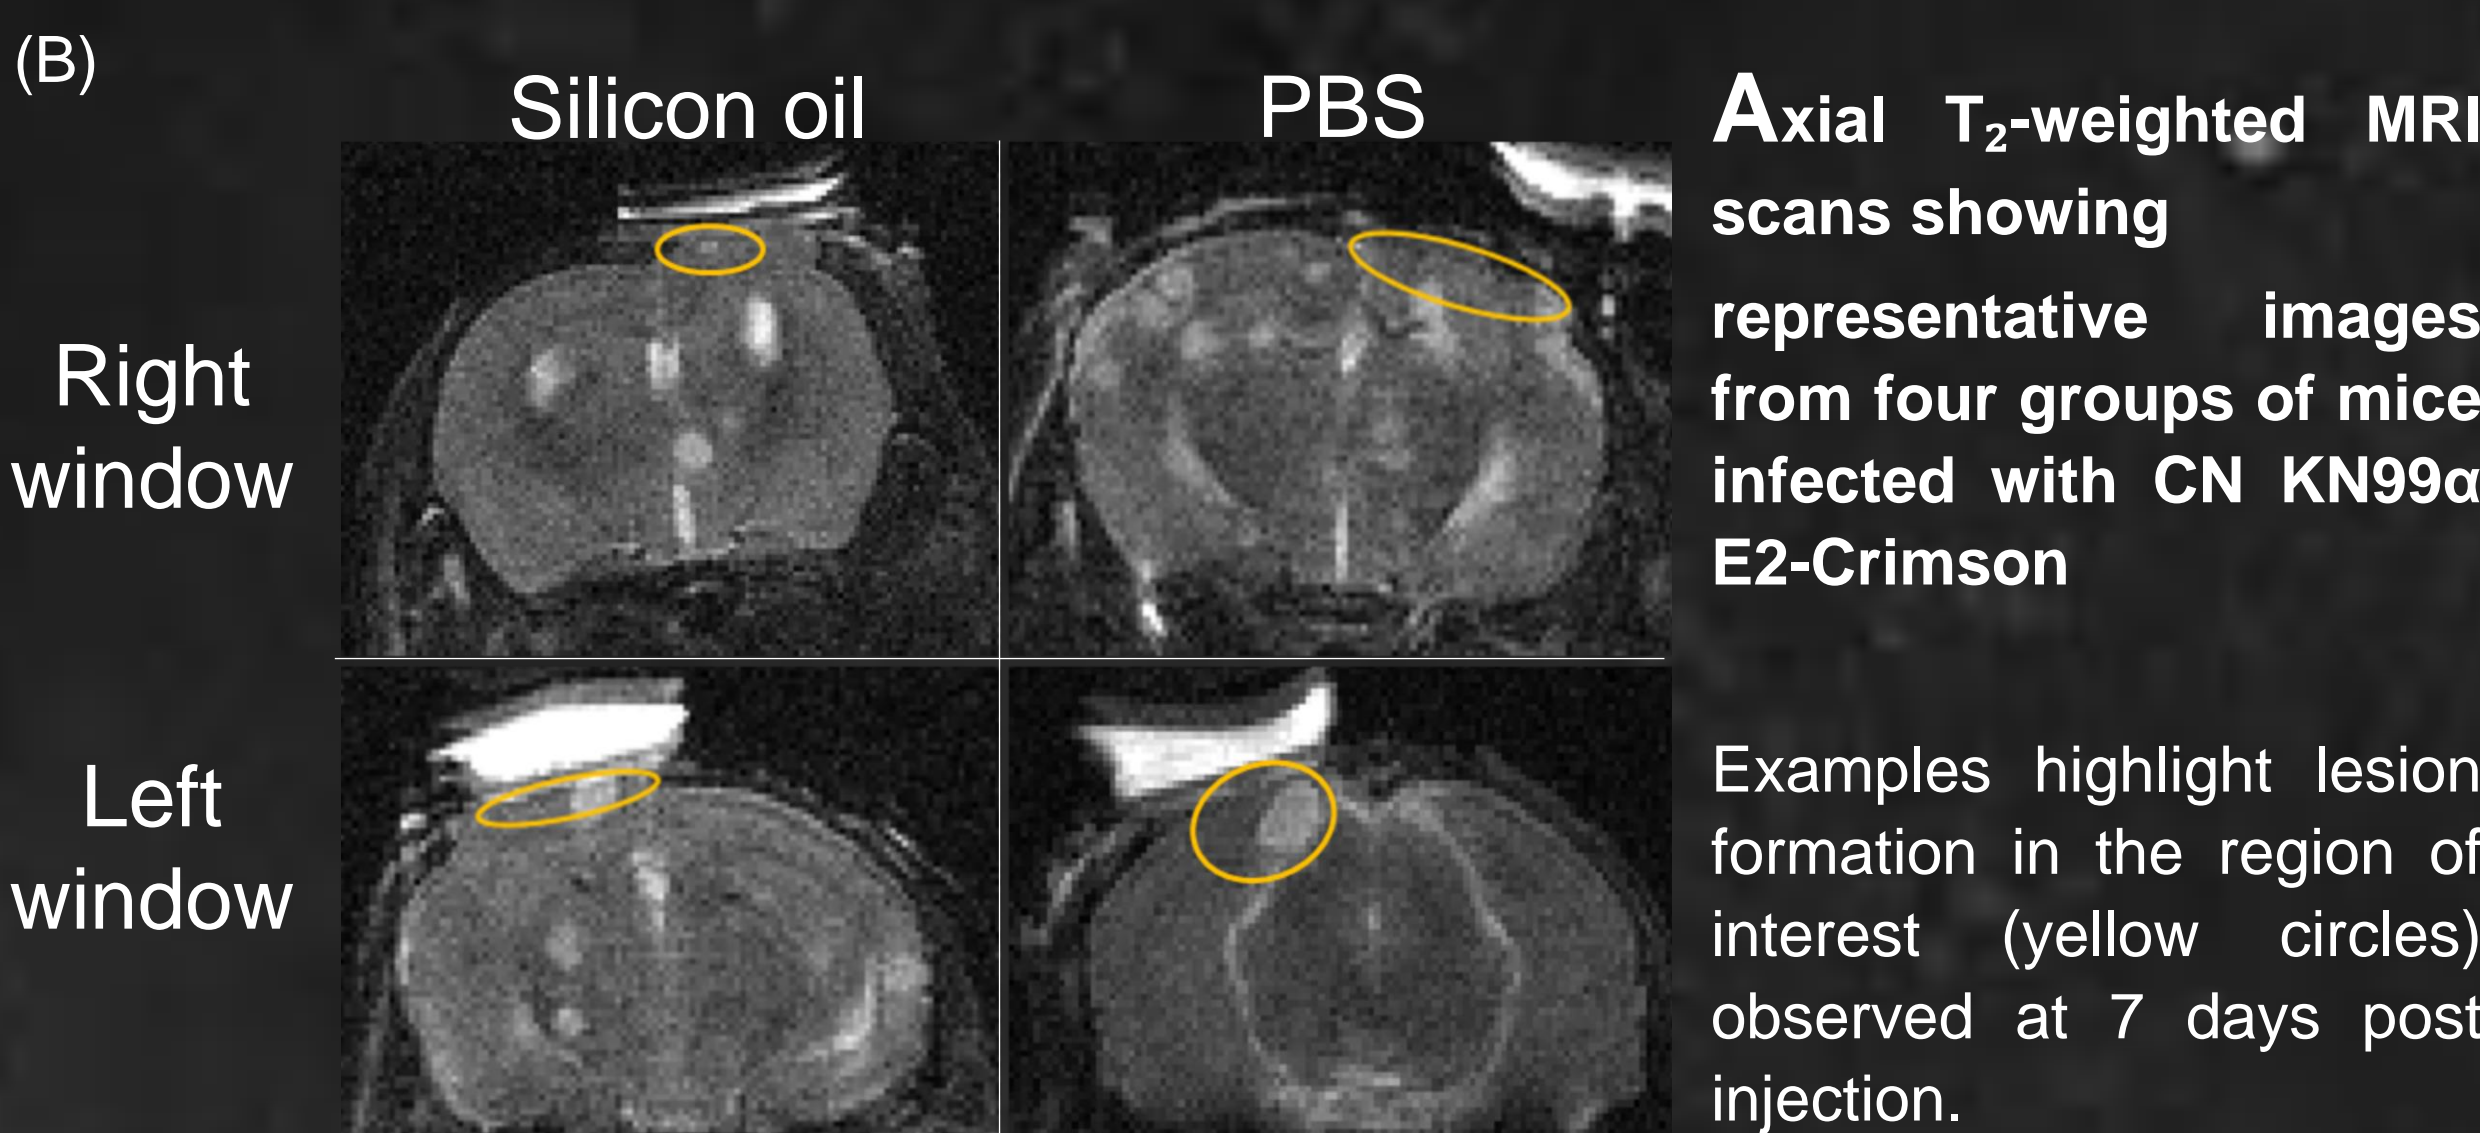 (B)
Silicon oil
PBS
Right
window
Left
window
Axial T₂-weighted MRI
scans showing
representative images
from four groups of mice
infected with CN KN99α
E2-Crimson
Examples highlight lesion
formation in the region of
interest (yellow circles)
observed at 7 days post
injection.